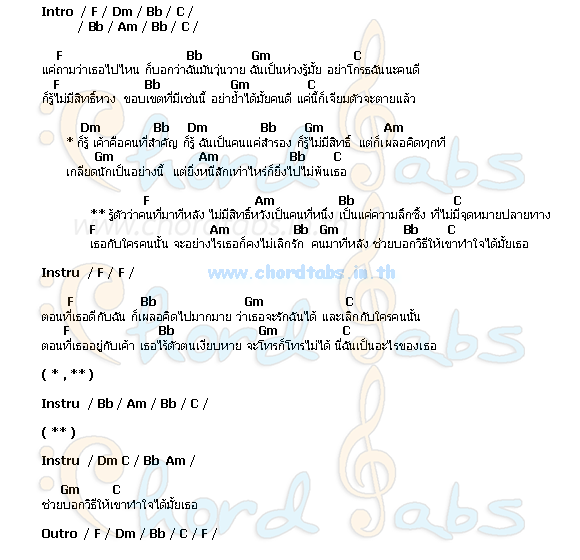 Intro / F / Dm / Bb / C /
/ Bb / Am / Bb / C /
F Bb Gm C
แค่ถามว่าเธอไปไหน ก็บอกว่าฉันมันวุ่นวาย ฉันเป็นห่วงรู้มั้ย อย่าโกรธฉันนะคนดี
F Bb Gm C
ก็รู้ไม่มีสิทธิ์หวง ขอบเขตที่มีเช่นนี้ อย่าย้ำได้มั้ยคนดี แค่นี้ก็เจียมตัวจะตายแล้ว
Dm Bb Dm Bb Gm Am
* ก็รู้ เค้าคือคนที่สำคัญ ก็รู้ ฉันเป็นคนแค่สำรอง ก็รู้ไม่มีสิทธิ์ แต่ก็เผลอคิดทุกที
Gm Am Bb C
เกลียดนักเป็นอย่างนี้ แต่ยิ่งหนีสักเท่าไหร่ก็ยิ่งไปไม่พ้นเธอ
F Am Bb C
** รู้ตัวว่าคนที่มาทีหลัง ไม่มีสิทธิ์หวังเป็นคนที่หนึ่ง เป็นแค่ความลึกซึ้ง ที่ไม่มีจุดหมายปลายทาง
F Am Bb Gm Bb C
เธอกับใครคนนั้น จะอย่างไรเธอก็คงไม่เลิกรัก คนมาทีหลัง ช่วยบอกวิธีให้เขาทำใจได้มั้ยเธอ
Instru / F / F /
www.chordtabs.in.th
F Bb Gm C
ตอนที่เธอดีกับฉัน ก็เผลอคิดไปมากมาย ว่าเธอจะรักฉันได้ และเลิกกับใครคนนั้น
F Bb Gm C
ตอนที่เธออยู่กับเค้า เธอไร้ตัวตนเงียบหาย จะโทรก็โทรไม่ได้ นี่ฉันเป็นอะไรของเธอ
( * , ** )
Instru / Bb / Am / Bb / C /
( ** )
Instru / Dm C / Bb Am /
Gm C
ช่วยบอกวิธีให้เขาทำใจได้มั้ยเธอ
Outro / F / Dm / Bb / C / F /